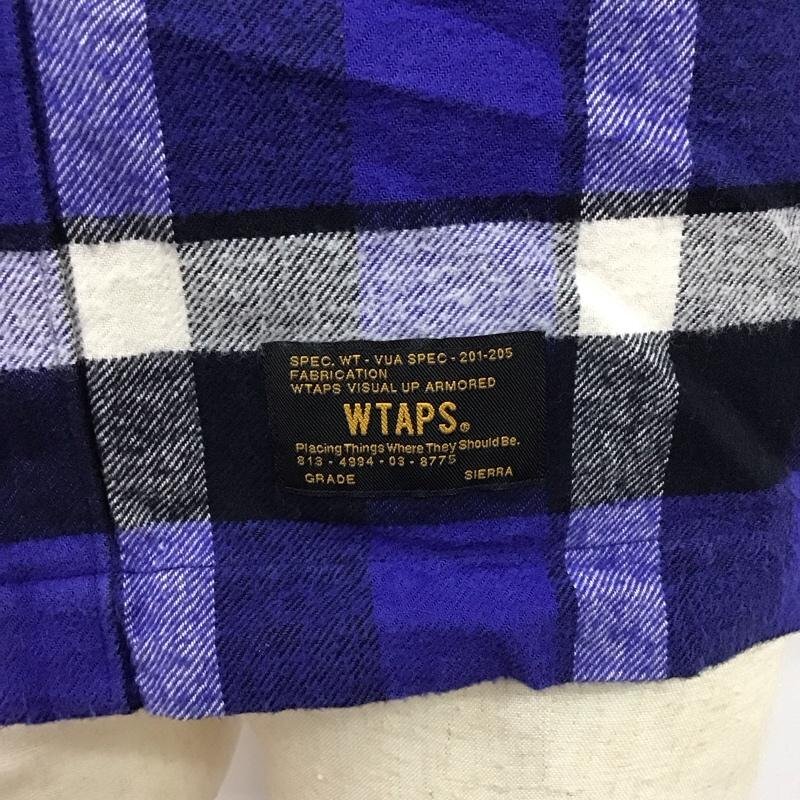 SPEC. WT - VUA SPEC - 201-205
FABRICATION
WTAPS VISUAL UP ARMORED
WTAPS®
Placing Things Where They Should Be.
813 - 4994 - 03 - 8775
GRADE SIERRA